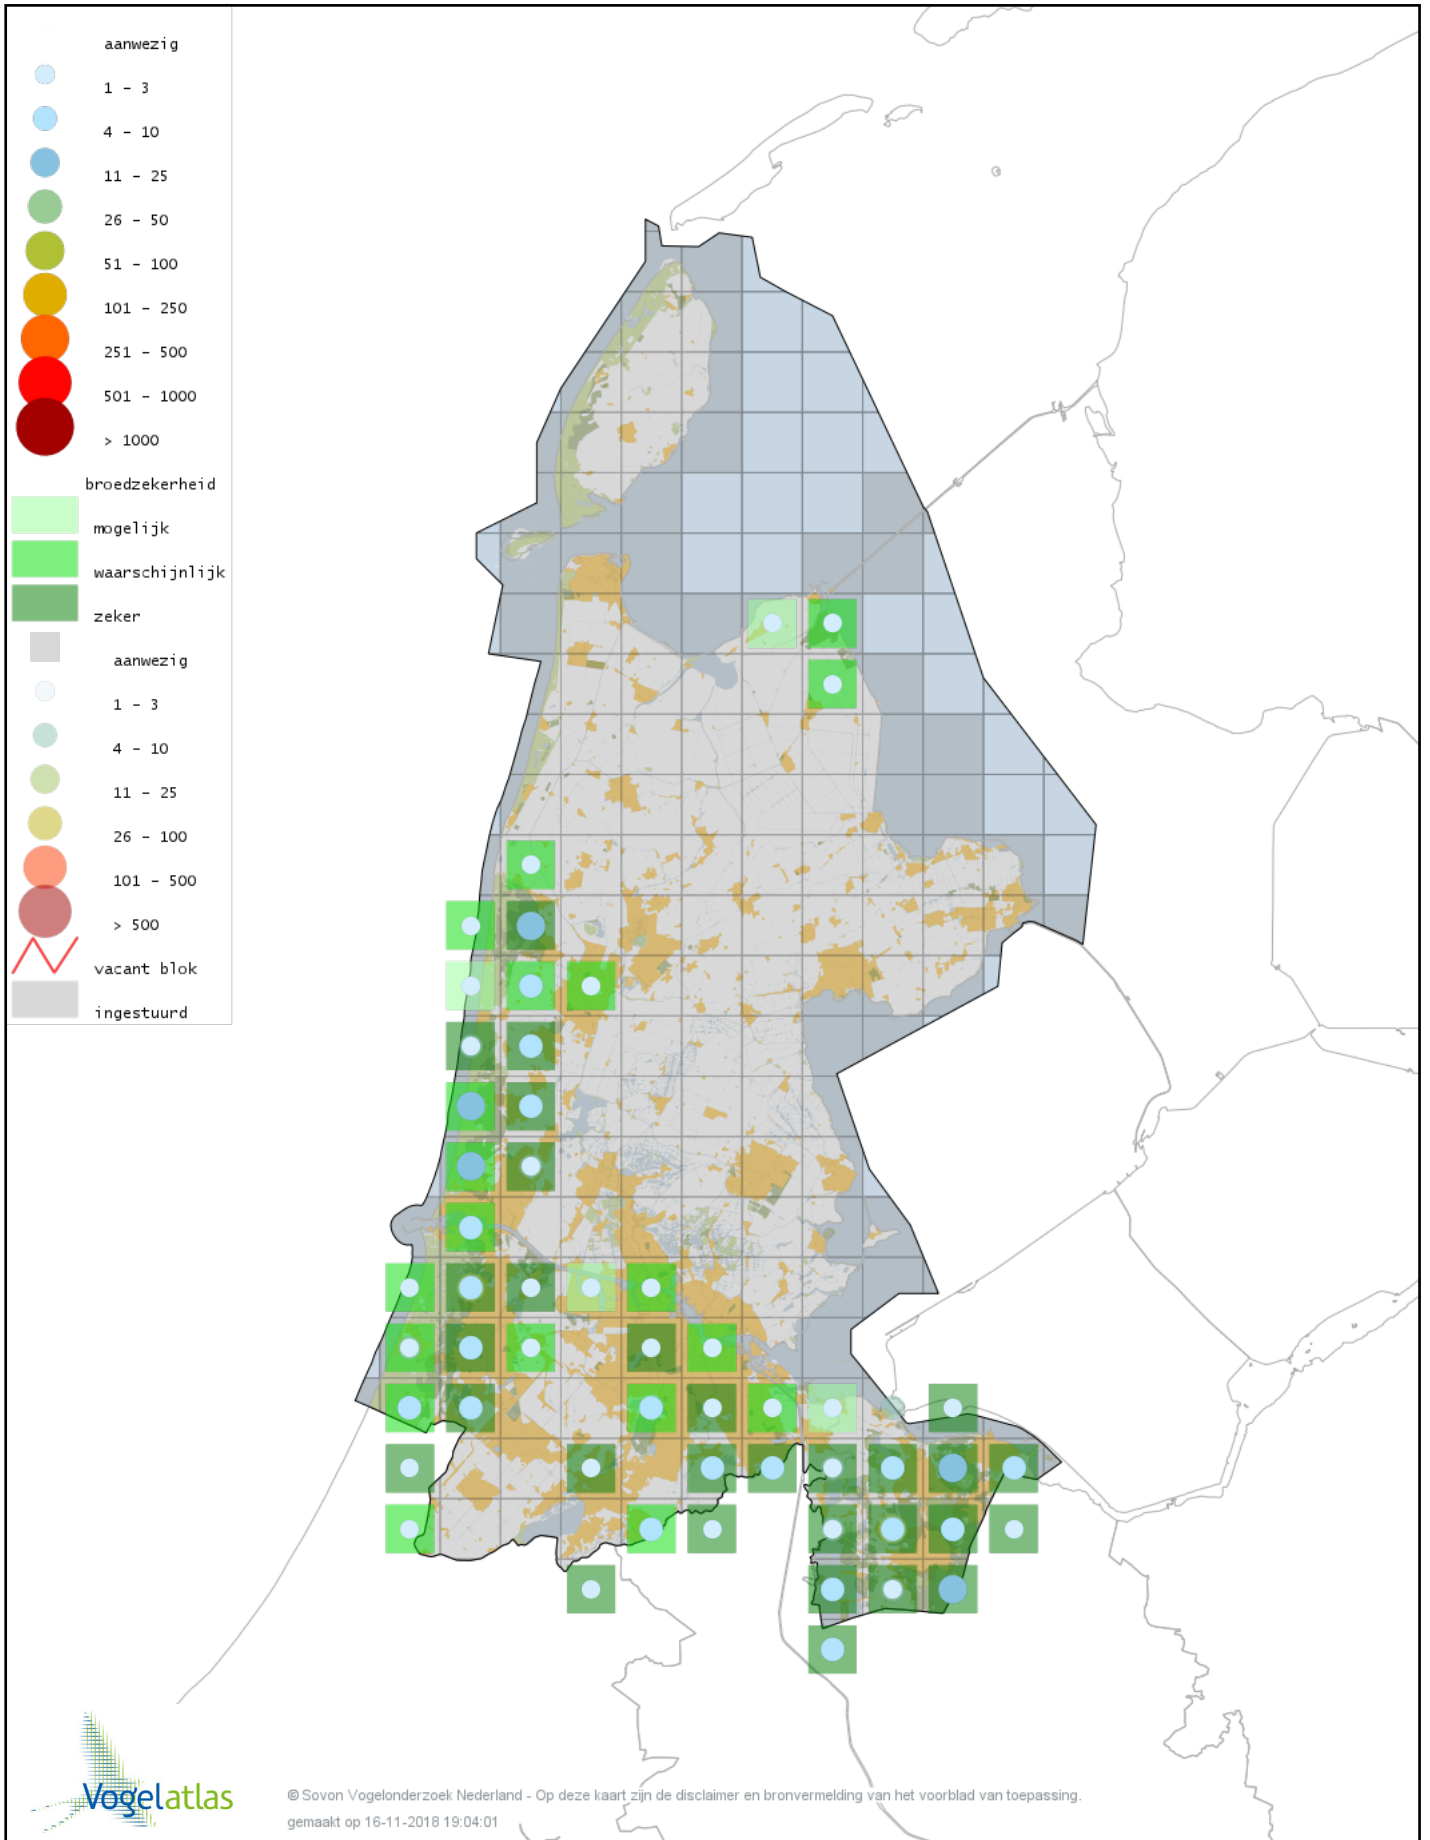 aanwezig
1 - 3
4 - 10
11 - 25
26 - 50
51 - 100
101 - 250
251 - 500
501 - 1000
> 1000
broedzekerheid
mogelijk
waarschijnlijk
zeker
aanwezig
1 - 3
4 - 10
11 - 25
26 - 100
101 - 500
> 500
vacant blok
ingestuurd
Vogelatlas
© Sovon Vogelonderzoek Nederland - Op deze kaart zijn de disclaimer en bronvermelding van het voorblad van toepassing.
gemaakt op 16-11-2018 19:04:01